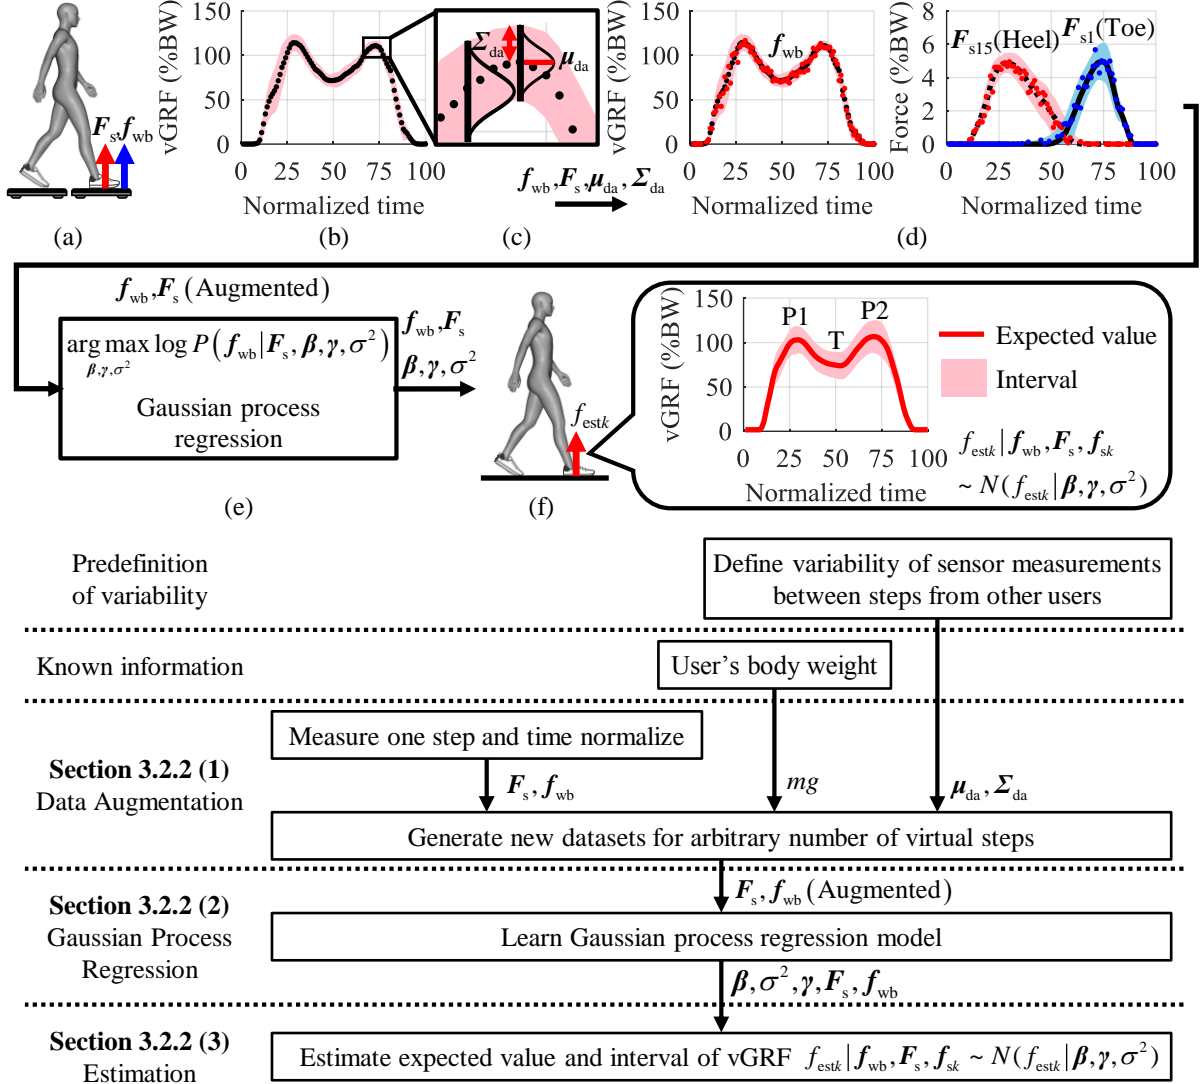 F_s, f_wb
(a)
vGRF (%BW)
150
100
50
0
0 25 50 75 100
Normalized time
(b)
Σ_da
μ_da
(c)
f_wb, F_s, μ_da, Σ_da
vGRF (%BW)
150
100
50
0
f_wb
0 25 50 75 100
Normalized time
Force (%BW)
8
6
4
2
0
F_s15(Heel) F_s1(Toe)
0 25 50 75 100
Normalized time
(d)
f_wb, F_s (Augmented)
arg max log P(f_wb|F_s, β, γ, σ²)
β,γ,σ²
Gaussian process
regression
(e)
f_wb, F_s
β, γ, σ²
f_estk
(f)
vGRF (%BW)
150
100
50
0
P1 T P2
0 25 50 75 100
Normalized time
Expected value
Interval
f_estk|f_wb, F_s, f_sk
~ N(f_estk|β, γ, σ²)
Predefinition
of variability
Define variability of sensor measurements
between steps from other users
Known information
User's body weight
Section 3.2.2 (1)
Data Augmentation
Measure one step and time normalize
F_s, f_wb
mg
μ_da, Σ_da
Generate new datasets for arbitrary number of virtual steps
F_s, f_wb (Augmented)
Section 3.2.2 (2)
Gaussian Process
Regression
Learn Gaussian process regression model
β, σ², γ, F_s, f_wb
Section 3.2.2 (3)
Estimation
Estimate expected value and interval of vGRF f_estk|f_wb, F_s, f_sk ~ N(f_estk|β, γ, σ²)